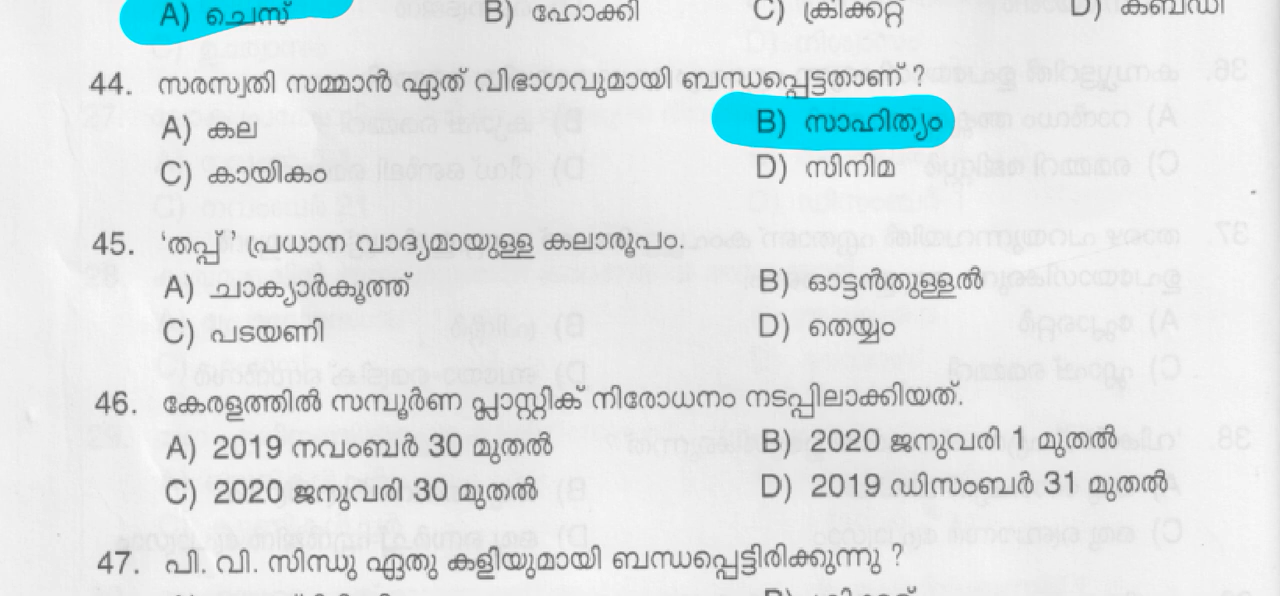 A) ചെസ്സ് B) ഹോക്കി C) ക്രിക്കറ്റ് D) കബഡി
44. സരസ്വതി സമ്മാൻ ഏത് വിഭാഗവുമായി ബന്ധപ്പെട്ടതാണ് ?
A) കല B) സാഹിത്യം
C) കായികം D) സിനിമ
45. 'തപ്പ്' പ്രധാന വാദ്യമായുള്ള കലാരൂപം.
A) ചാക്യാർകൂത്ത് B) ഓട്ടൻതുള്ളൽ
C) പടയണി D) തെയ്യം
46. കേരളത്തിൽ സമ്പൂർണ പ്ലാസ്റ്റിക് നിരോധനം നടപ്പിലാക്കിയത്.
A) 2019 നവംബർ 30 മുതൽ B) 2020 ജനുവരി 1 മുതൽ
C) 2020 ജനുവരി 30 മുതൽ D) 2019 ഡിസംബർ 31 മുതൽ
47. പി. വി. സിന്ധു ഏതു കളിയുമായി ബന്ധപ്പെട്ടിരിക്കുന്നു ?